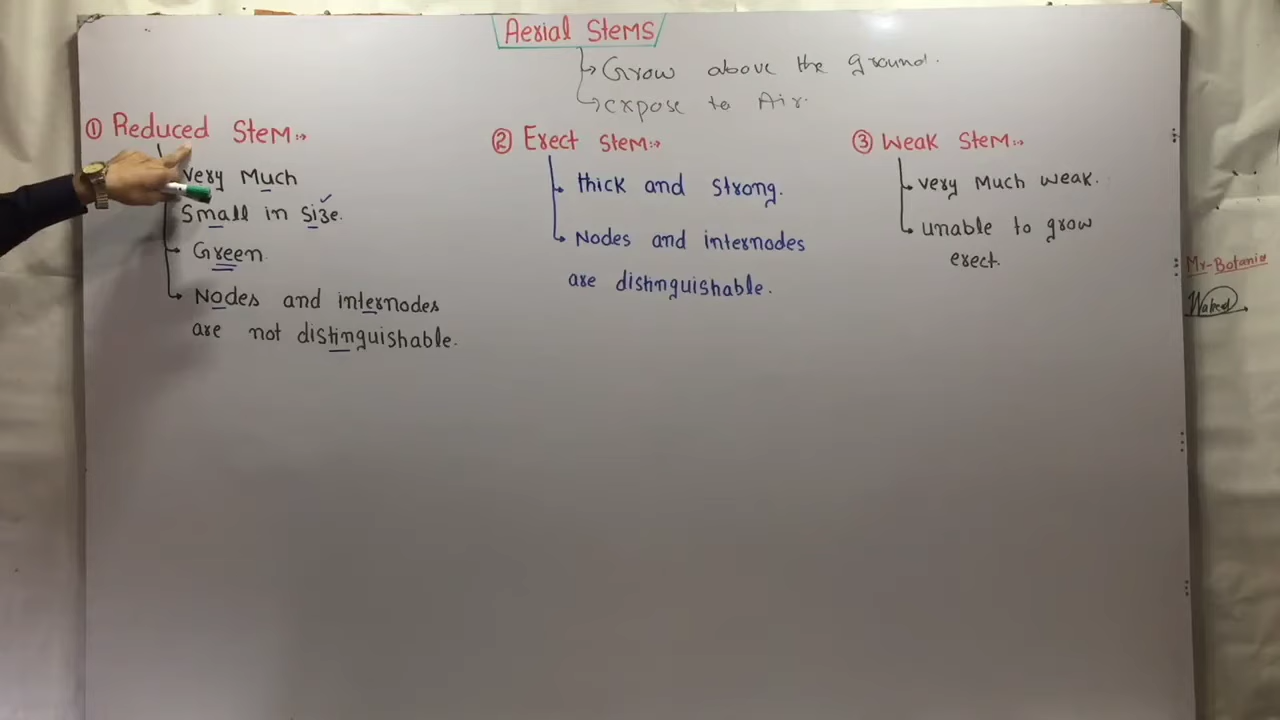 Aerial Stems
Grow above the ground.
expose to Air.
① Reduced Stem:-
very Much
Small in size.
Green
Nodes and internodes
are not distinguishable.
② Erect Stem:-
thick and strong.
Nodes and internodes
are distinguishable.
③ Weak Stem:-
very Much weak.
unable to grow
erect.
Mr-Botanis
Waheed